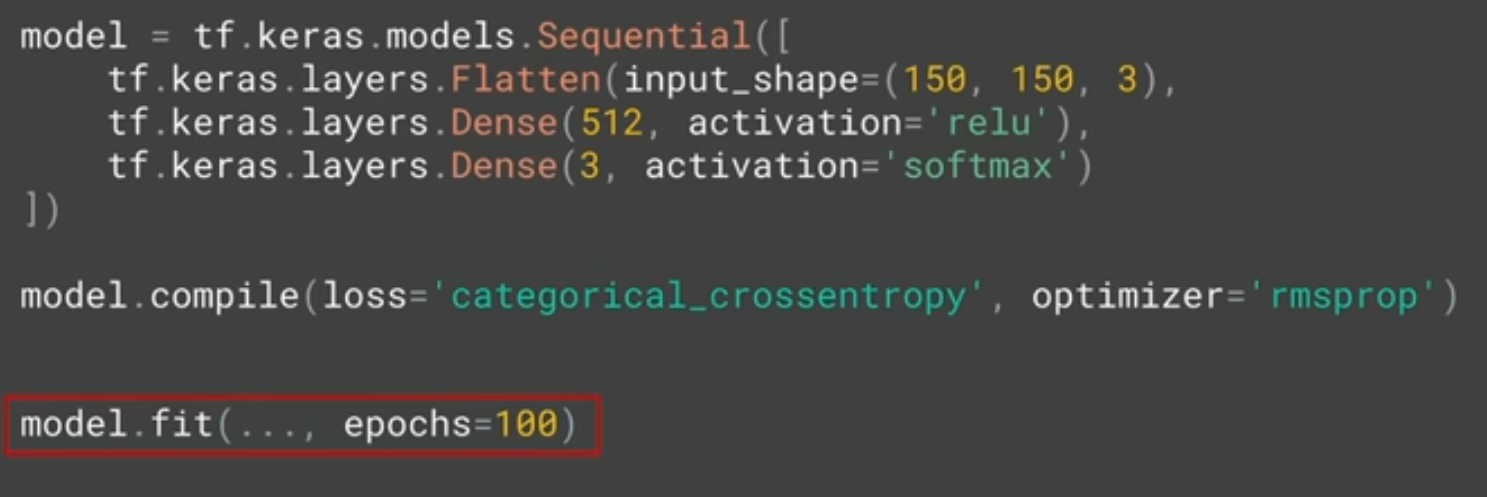 model = tf.keras.models.Sequential([
    tf.keras.layers.Flatten(input_shape=(150, 150, 3),
    tf.keras.layers.Dense(512, activation='relu'),
    tf.keras.layers.Dense(3, activation='softmax')
])
model.compile(loss='categorical_crossentropy', optimizer='rmsprop')
model.fit(..., epochs=100)